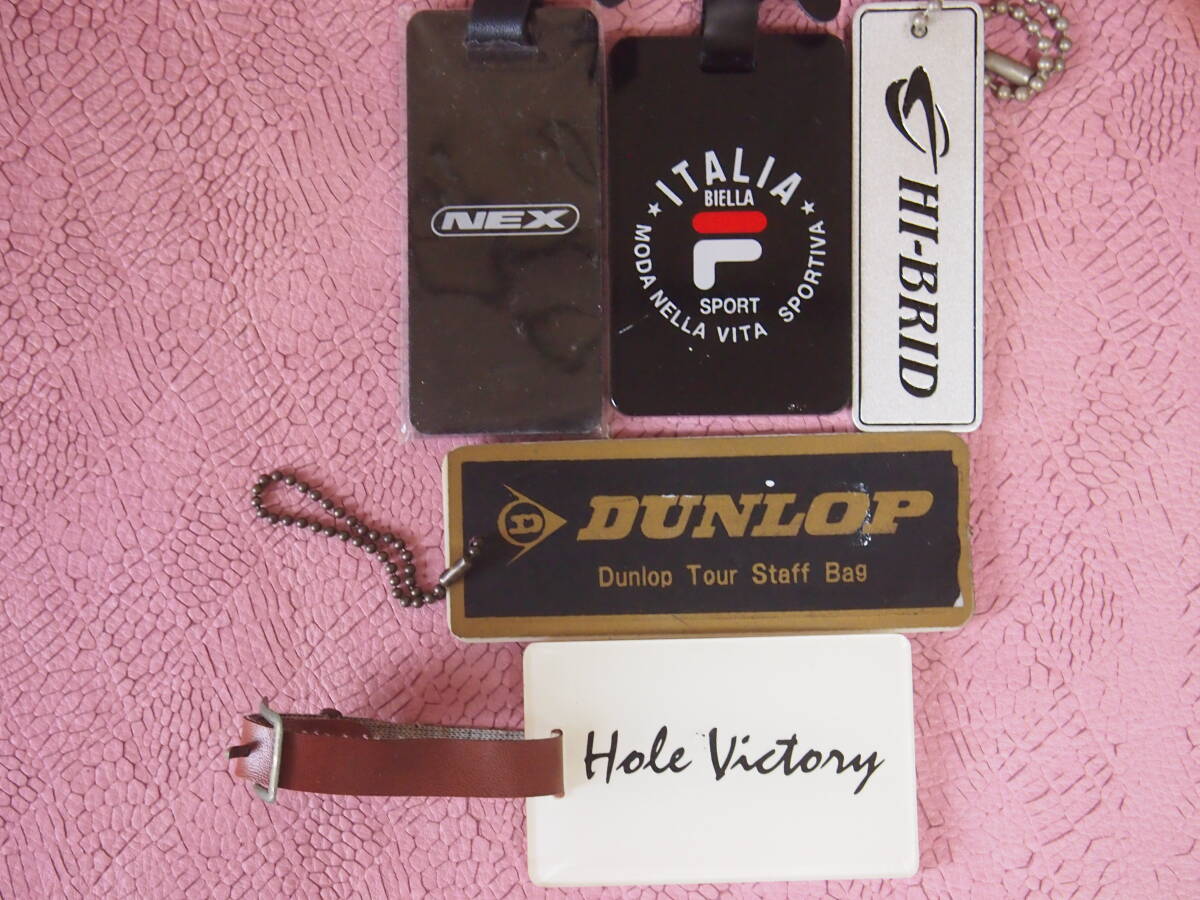 NEX
ITALIA
BIELLA
SPORT
MODA NELLA VITA SPORTIVA
HI-BRID
DUNLOP
Dunlop Tour Staff Bag
Hole Victory